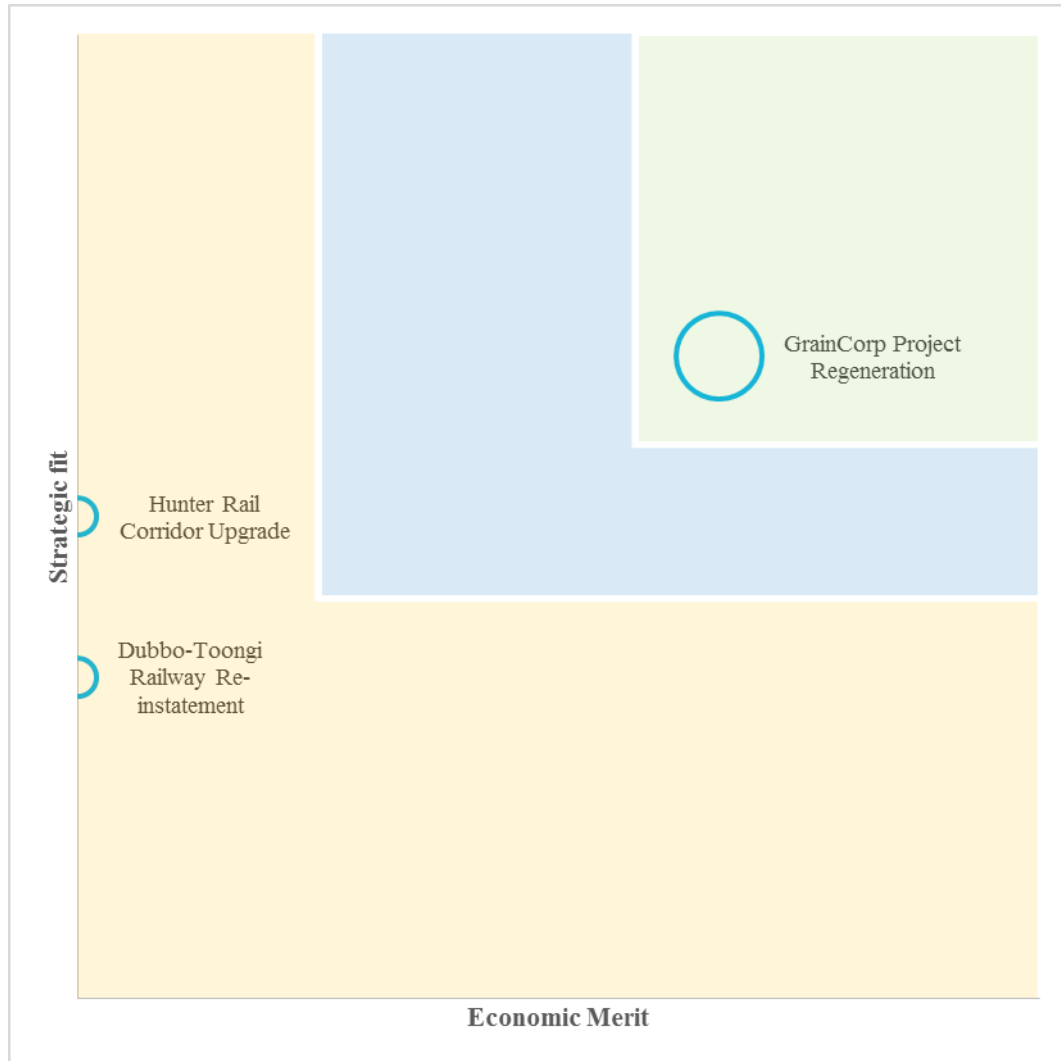 GrainCorp Project
Regeneration
Strategic fit
Hunter Rail
Corridor Upgrade
Dubbo-Toongi
Railway Re-
instatement
Economic Merit